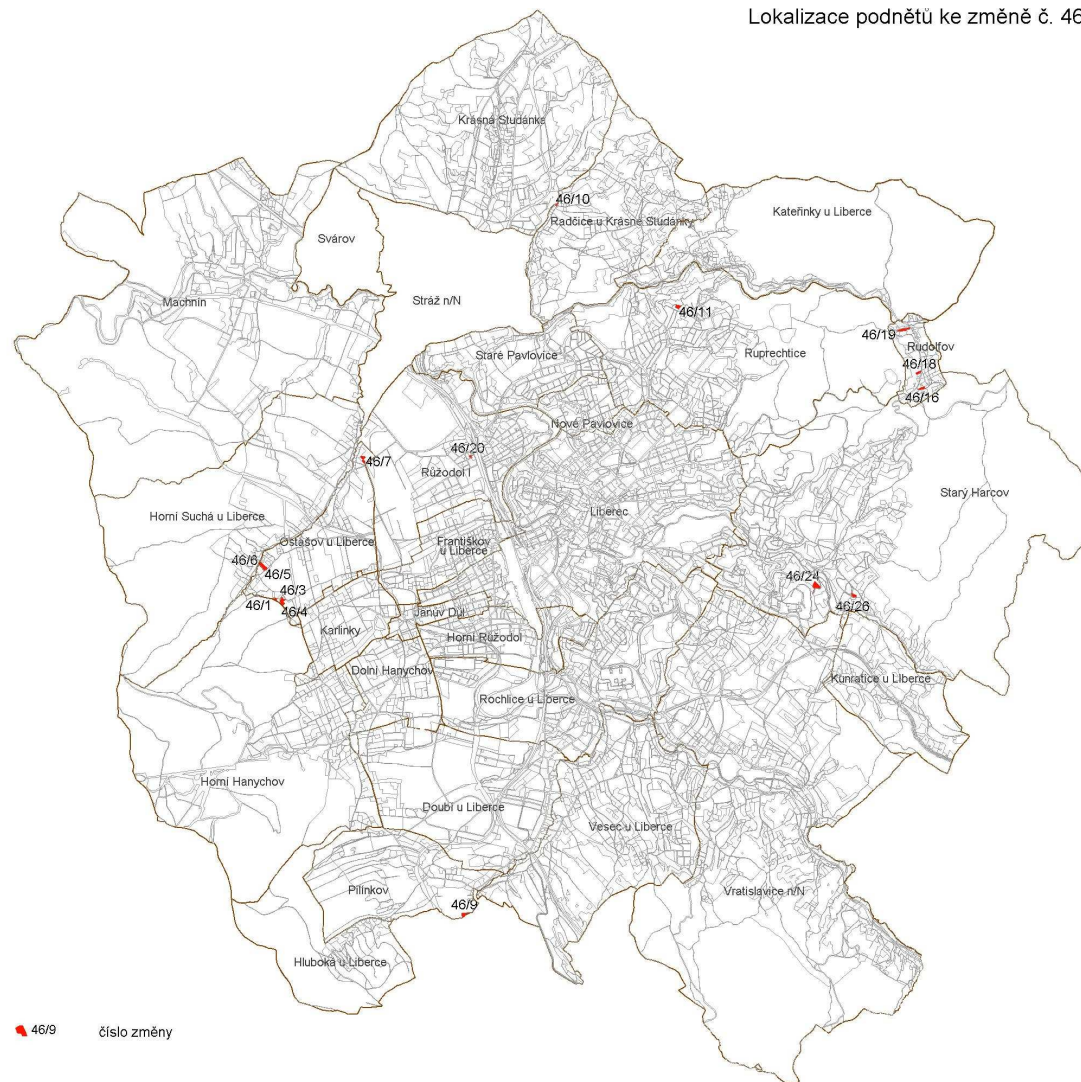 Lokalizace podnětů ke změně č. 46
Krásná Studánka
46/10
Radčice u Krásné Studánky
Kateřinky u Liberce
Svárov
Stráž n/N
Machnín
46/11
46/19
Rudolfov
Staré Pavlovice
Ruprechtice
46/18
46/16
Nové Pavlovice
46/20
46/7
Růžodol I
Starý Harcov
Horní Suchá u Liberce
Liberec
Ostašov u Liberce
Františkov
u Liberce
46/6
46/5
46/24
46/3
46/1
46/4
46/26
Janův Důl
Karlinky
Horní Růžodol
Dolní Hanychov
Kunratice u Liberce
Rochlice u Liberce
Horní Hanychov
Doubí u Liberce
Vesec u Liberce
Pilínkov
Vratislavice n/N
46/9
Hluboká u Liberce
46/9 číslo změny